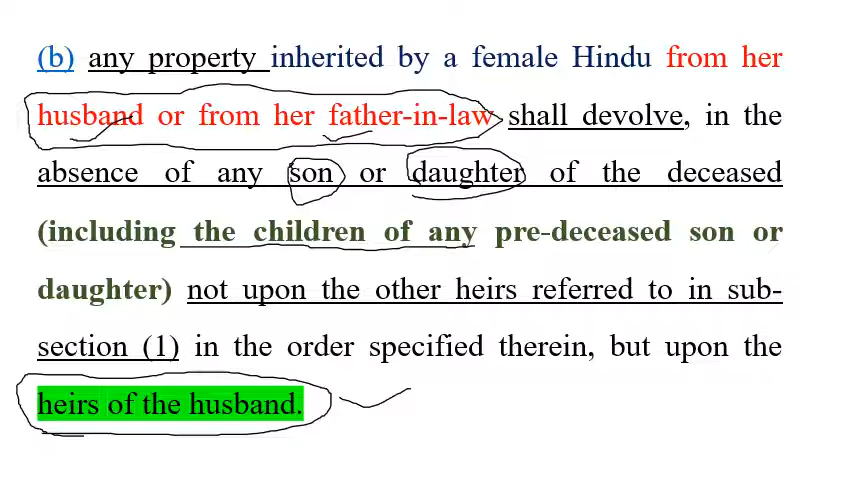 (b) any property inherited by a female Hindu from her
husband or from her father-in-law shall devolve, in the
absence of any son or daughter of the deceased
(including the children of any pre-deceased son or
daughter) not upon the other heirs referred to in sub-
section (1) in the order specified therein, but upon the
heirs of the husband.